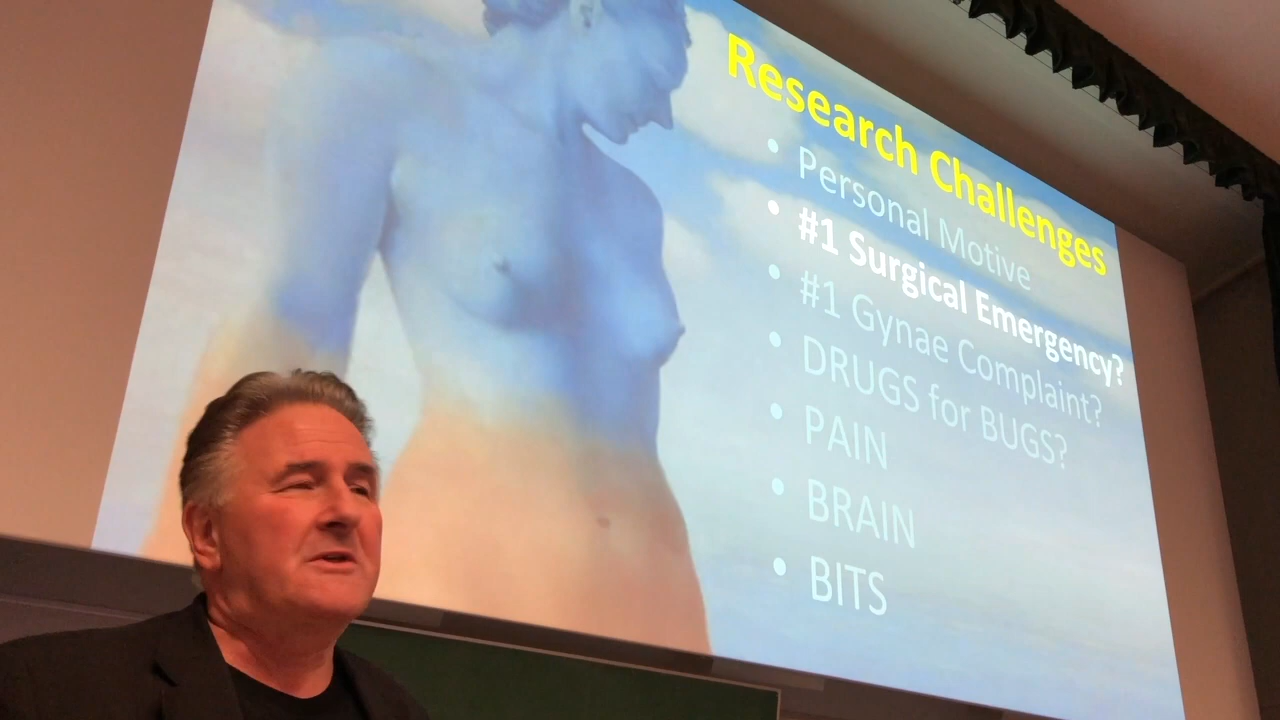 Research Challenges
• Personal Motive
• #1 Surgical Emergency?
• #1 Gynae Complaint?
• DRUGS for BUGS?
• PAIN
• BRAIN
• BITS